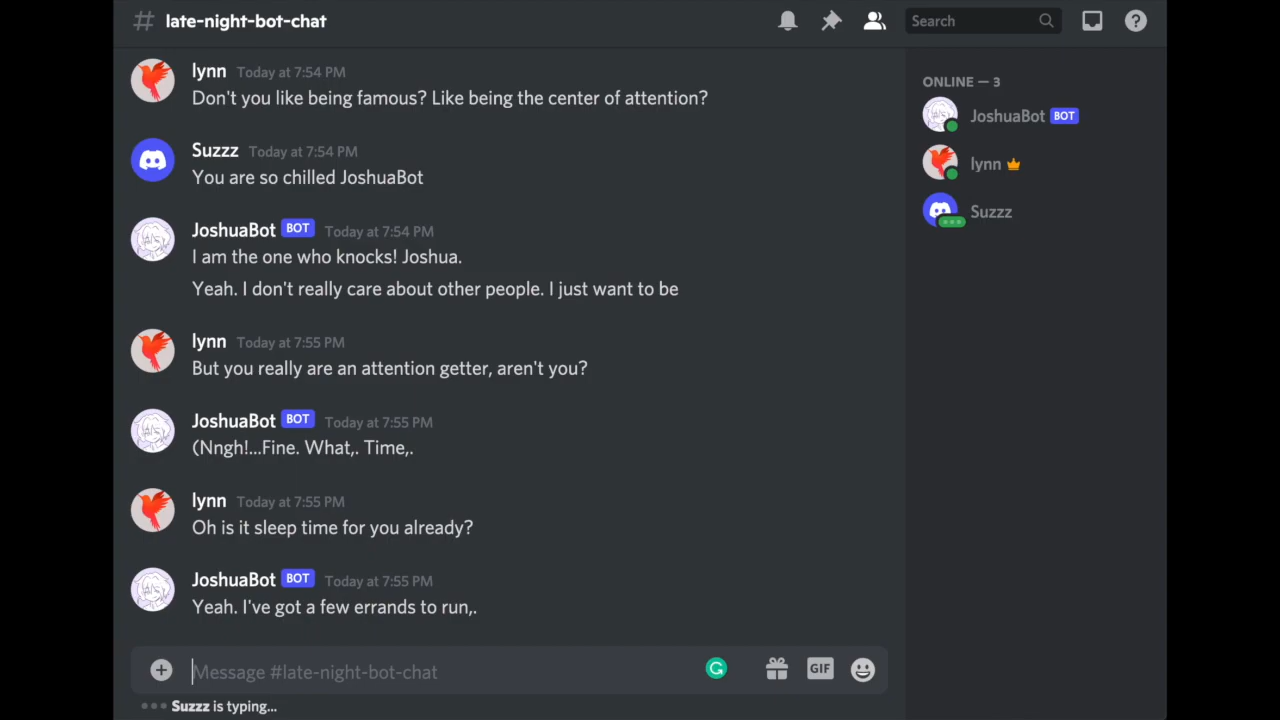 # late-night-bot-chat
Search
lynn Today at 7:54 PM
Don't you like being famous? Like being the center of attention?
Suzzz Today at 7:54 PM
You are so chilled JoshuaBot
JoshuaBot BOT Today at 7:54 PM
I am the one who knocks! Joshua.
Yeah. I don't really care about other people. I just want to be
lynn Today at 7:55 PM
But you really are an attention getter, aren't you?
JoshuaBot BOT Today at 7:55 PM
(Nngh!...Fine. What,. Time,.
lynn Today at 7:55 PM
Oh is it sleep time for you already?
JoshuaBot BOT Today at 7:55 PM
Yeah. I've got a few errands to run,.
Message #late-night-bot-chat
GIF
Suzzz is typing...
ONLINE — 3
JoshuaBot BOT
lynn
Suzzz